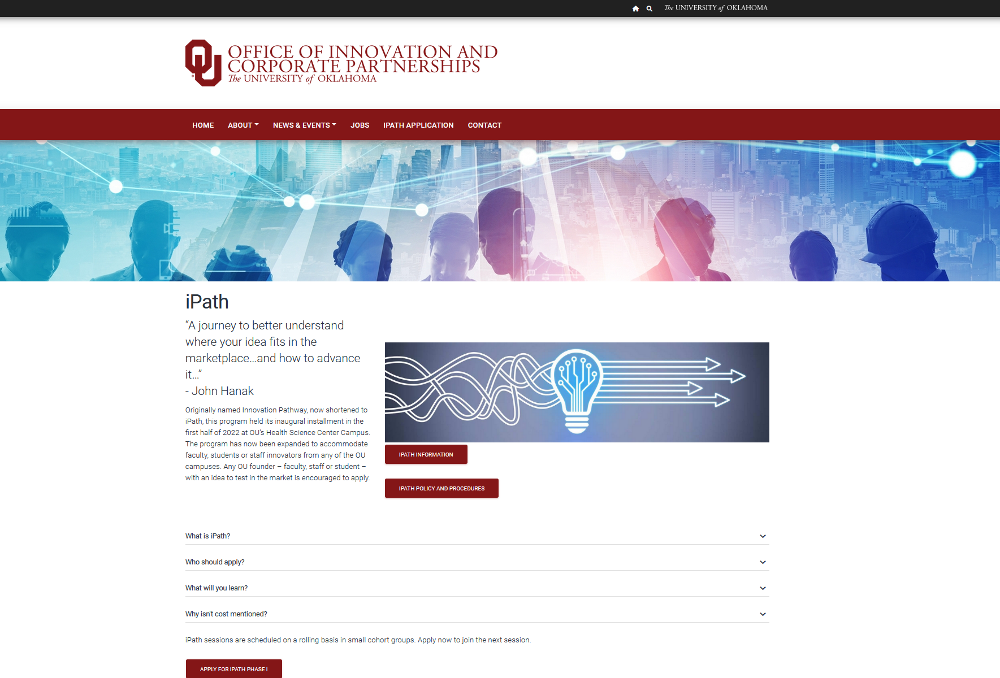 The UNIVERSITY of OKLAHOMA
OFFICE OF INNOVATION AND
CORPORATE PARTNERSHIPS
The UNIVERSITY of OKLAHOMA
HOME ABOUT NEWS & EVENTS JOBS IPATH APPLICATION CONTACT
iPath
“A journey to better understand
where your idea fits in the
marketplace...and how to advance
it...”
- John Hanak
Originally named Innovation Pathway, now shortened to
iPath, this program held its inaugural installment in the
first half of 2022 at OU's Health Science Center Campus.
The program has now been expanded to accommodate
faculty, students or staff innovators from any of the OU
campuses. Any OU founder – faculty, staff or student –
with an idea to test in the market is encouraged to apply.
IPATH INFORMATION
IPATH POLICY AND PROCEDURES
What is iPath?
Who should apply?
What will you learn?
Why isn't cost mentioned?
iPath sessions are scheduled on a rolling basis in small cohort groups. Apply now to join the next session.
APPLY FOR IPATH PHASE I